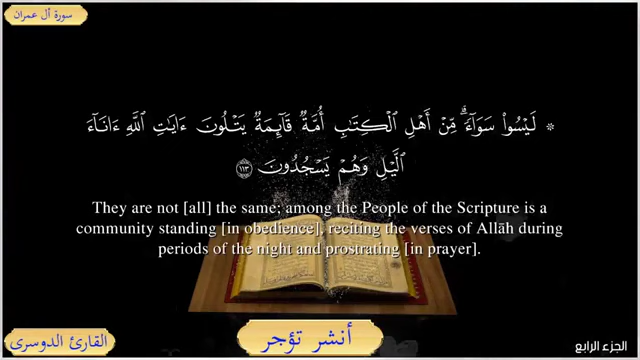 سورة آل عمران
۞ لَيْسُوا۟ سَوَآءً ۗ مِّنْ أَهْلِ ٱلْكِتَـٰبِ أُمَّةٌ قَآئِمَةٌ يَتْلُونَ ءَايَـٰتِ ٱللَّهِ ءَانَآءَ
ٱلَّيْلِ وَهُمْ يَسْجُدُونَ ١١٣
They are not [all] the same; among the People of the Scripture is a
community standing [in obedience], reciting the verses of Allāh during
periods of the night and prostrating [in prayer].
القارئ الدوسري
أنشر تؤجر
الجزء الرابع